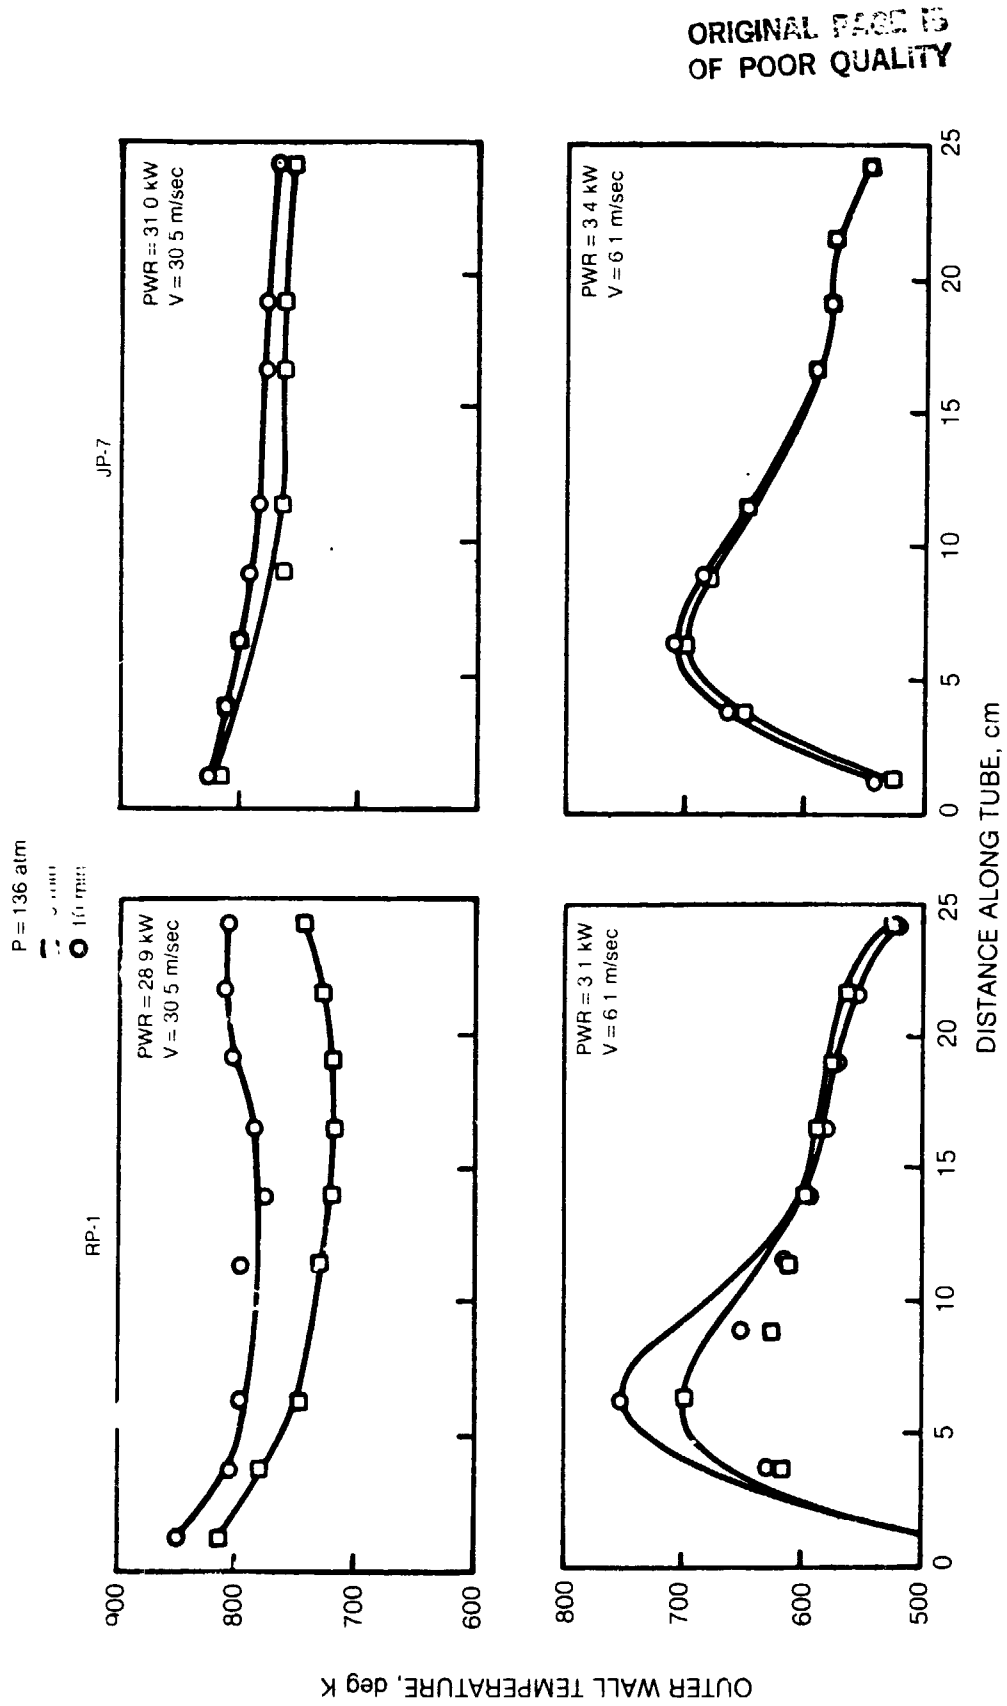 ORIGINAL PAGE IS
OF POOR QUALITY
P = 136 atm
RP-1
JP-7
PWR = 28 9 kW
V = 30 5 m/sec
PWR = 31 0 kW
V = 30 5 m/sec
900
800
700
600
PWR = 3 1 kW
V = 6 1 m/sec
PWR = 3 4 kW
V = 6 1 m/sec
800
700
600
500
0 5 10 15 20 25
0 5 10 15 20 25
OUTER WALL TEMPERATURE, deg K
DISTANCE ALONG TUBE, cm